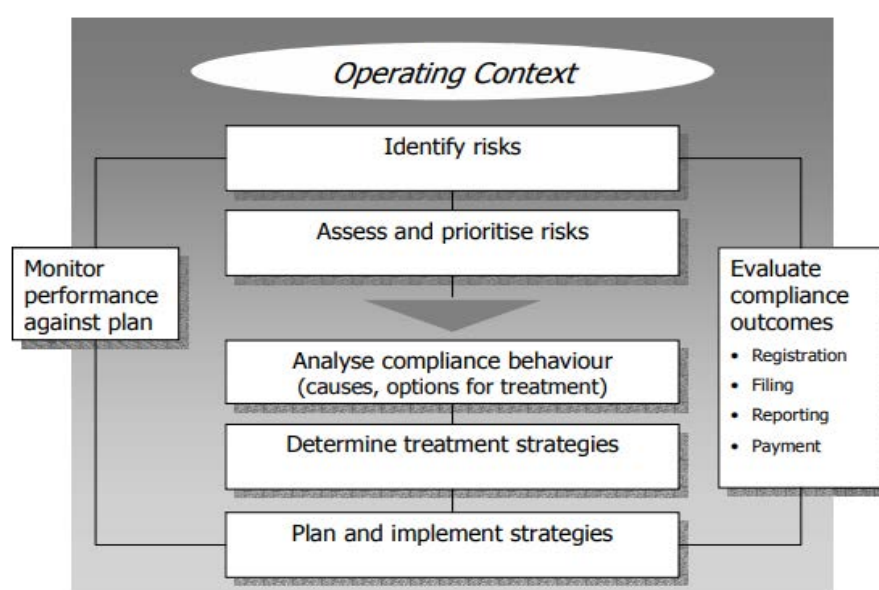 Operating Context
Identify risks
Assess and prioritise risks
Monitor
performance
against plan
Evaluate
compliance
outcomes
• Registration
• Filing
• Reporting
• Payment
Analyse compliance behaviour
(causes, options for treatment)
Determine treatment strategies
Plan and implement strategies